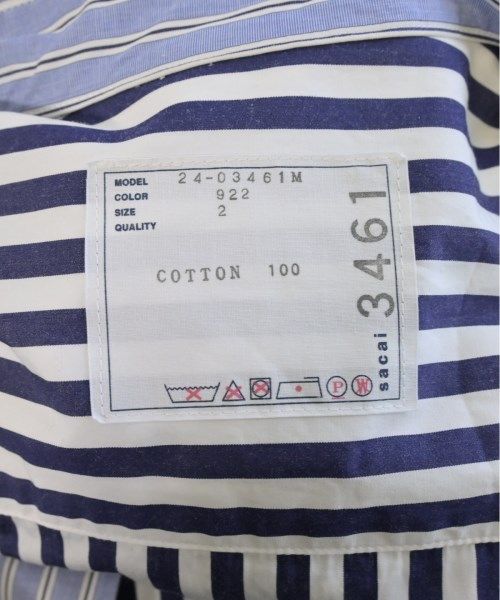 MODEL 24-03461M
COLOR 922
SIZE 2
QUALITY
COTTON 100
P W
sacai 3461